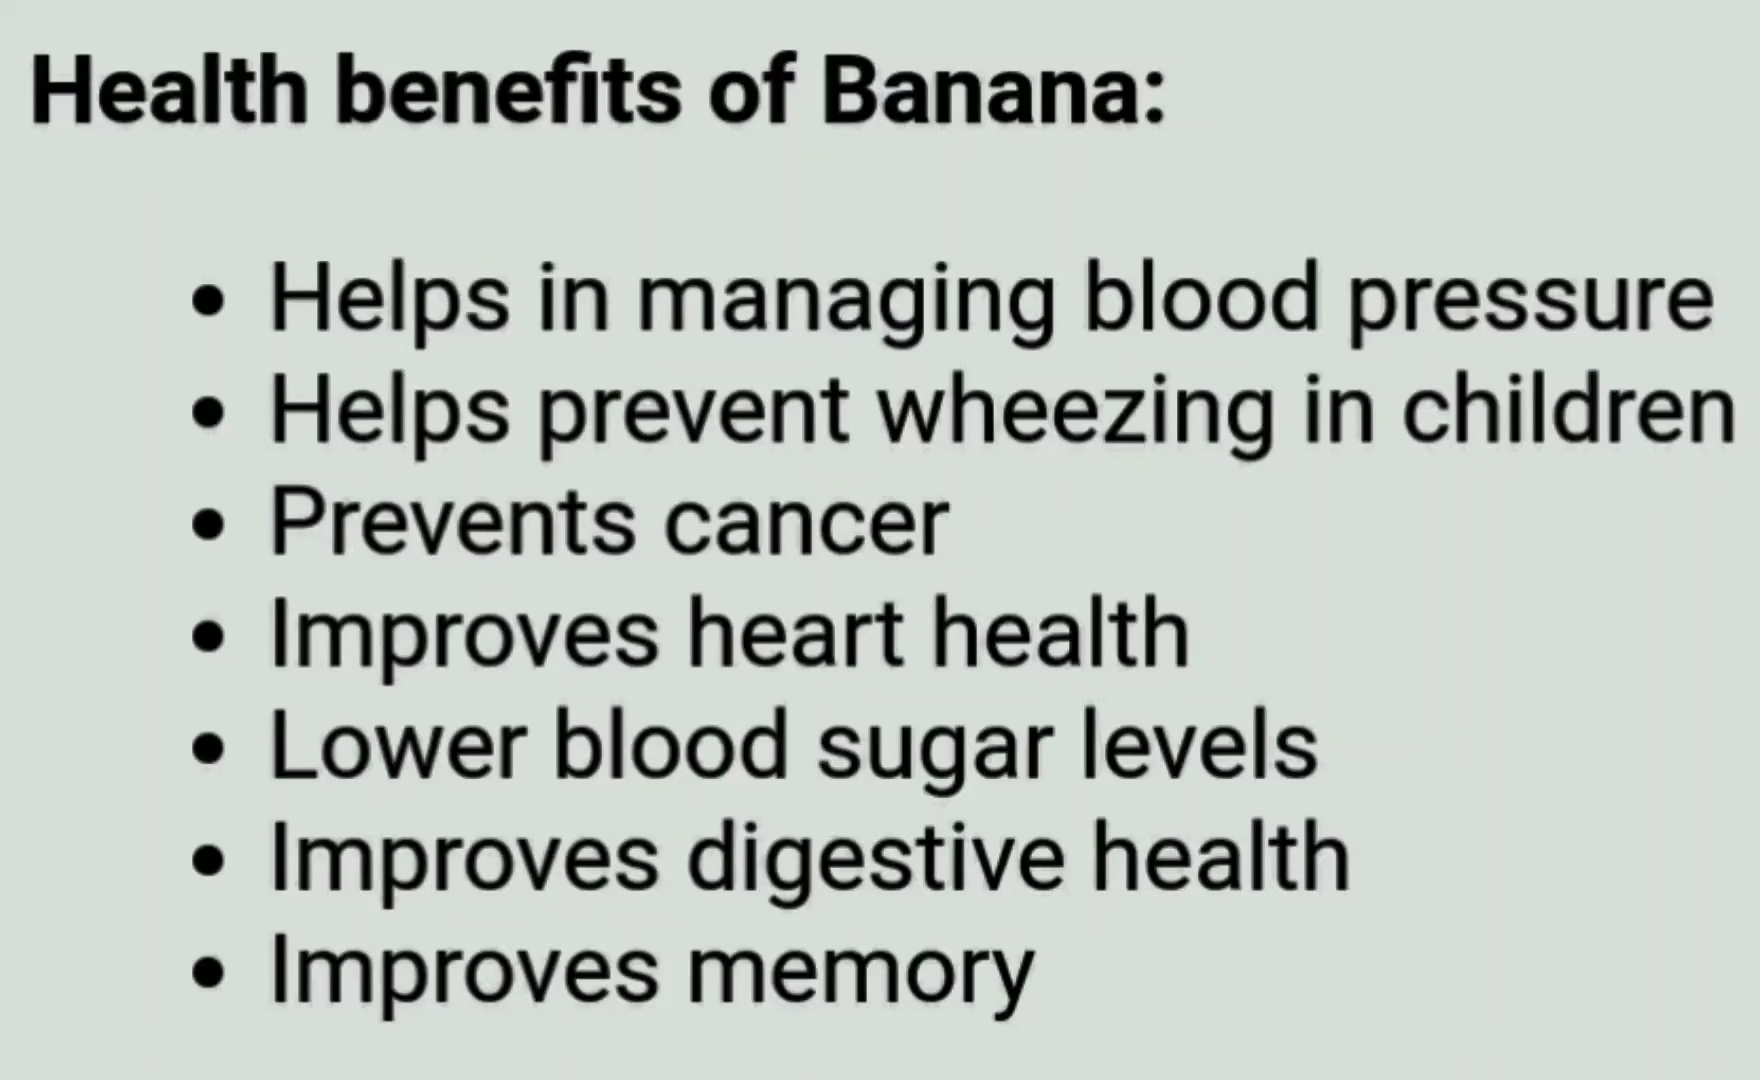 Health benefits of Banana:
• Helps in managing blood pressure
• Helps prevent wheezing in children
• Prevents cancer
• Improves heart health
• Lower blood sugar levels
• Improves digestive health
• Improves memory